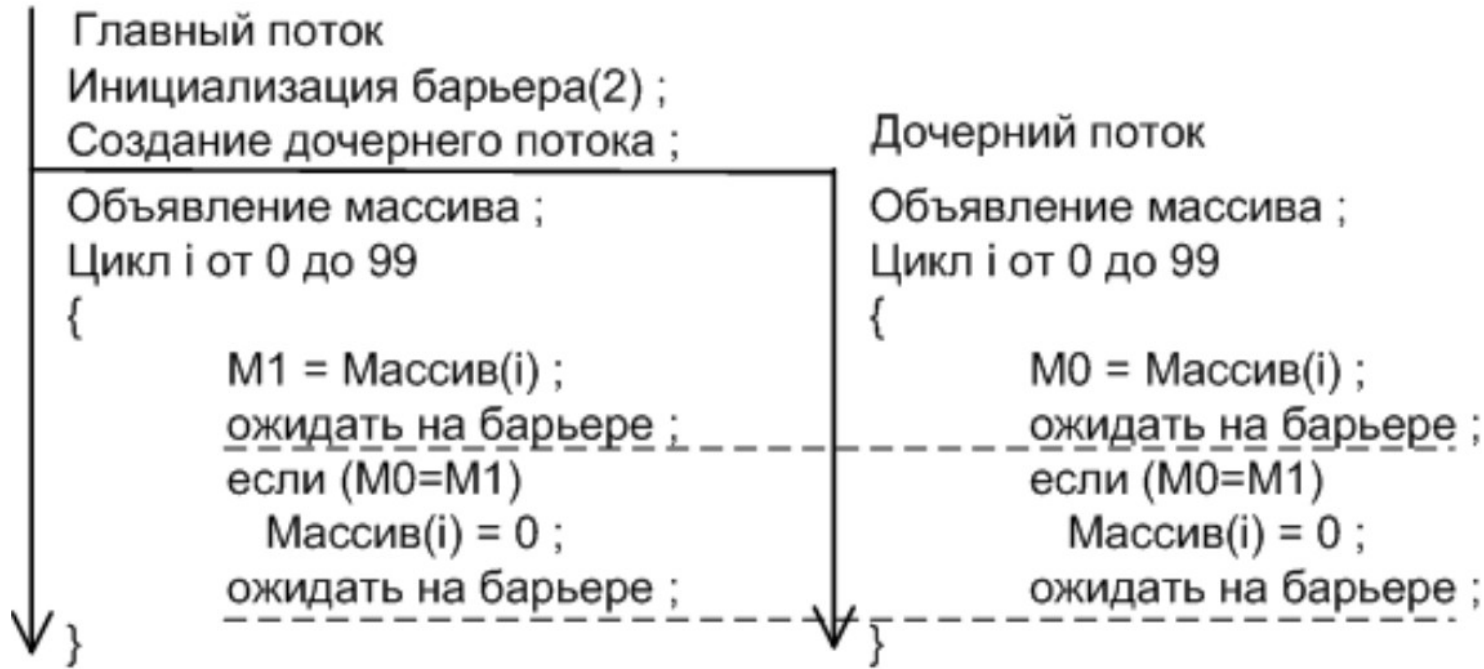 Главный поток
Инициализация барьера(2) ;
Создание дочернего потока ;
Объявление массива ;
Цикл i от 0 до 99
{
M1 = Массив(i) ;
ожидать на барьере ;
если (M0=M1)
Массив(i) = 0 ;
ожидать на барьере ;
}
Дочерний поток
Объявление массива ;
Цикл i от 0 до 99
{
M0 = Массив(i) ;
ожидать на барьере ;
если (M0=M1)
Массив(i) = 0 ;
ожидать на барьере ;
}